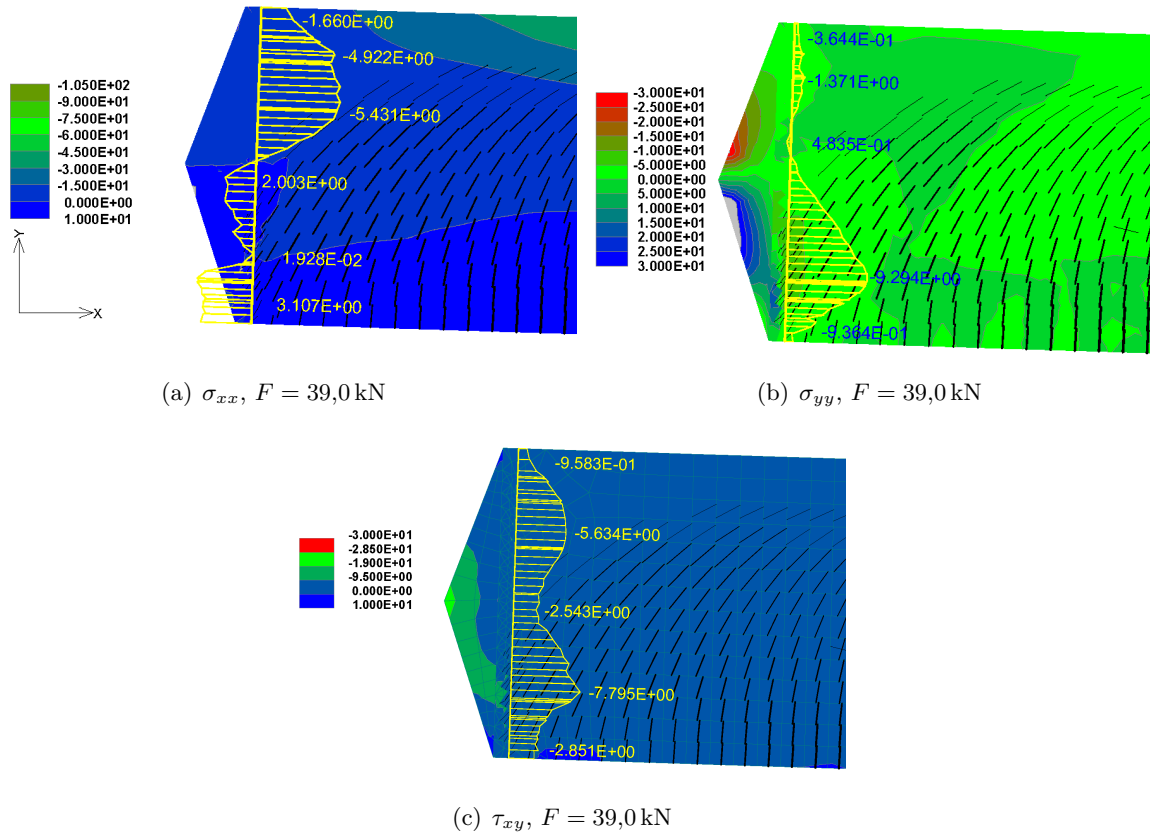 -1.660E+00
-4.922E+00
-5.431E+00
2.003E+00
1.928E-02
3.107E+00
-1.050E+02
-9.000E+01
-7.500E+01
-6.000E+01
-4.500E+01
-3.000E+01
-1.500E+01
0.000E+00
1.000E+01
Y
X
(a) σxx, F = 39,0 kN
-3.644E-01
-1.371E+00
4.835E-01
-9.294E+00
-9.364E-01
-3.000E+01
-2.500E+01
-2.000E+01
-1.500E+01
-1.000E+01
-5.000E+00
0.000E+00
5.000E+00
1.000E+01
1.500E+01
2.000E+01
2.500E+01
3.000E+01
(b) σyy, F = 39,0 kN
-9.583E-01
-5.634E+00
-2.543E+00
-7.795E+00
-2.851E+00
-3.000E+01
-2.850E+01
-1.900E+01
-9.500E+00
0.000E+00
1.000E+01
(c) τxy, F = 39,0 kN